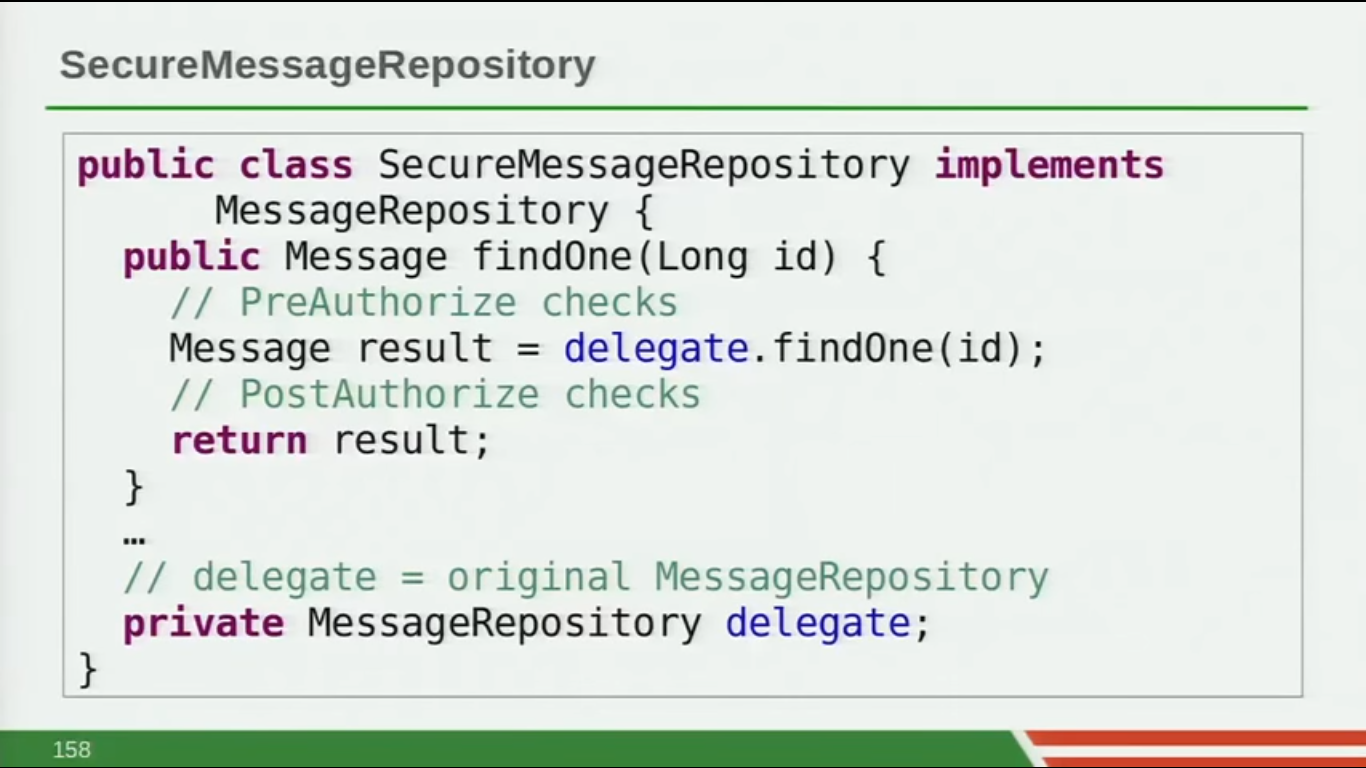 SecureMessageRepository
public class SecureMessageRepository implements
MessageRepository {
public Message findOne(Long id) {
// PreAuthorize checks
Message result = delegate.findOne(id);
// PostAuthorize checks
return result;
}
…
// delegate = original MessageRepository
private MessageRepository delegate;
}
158